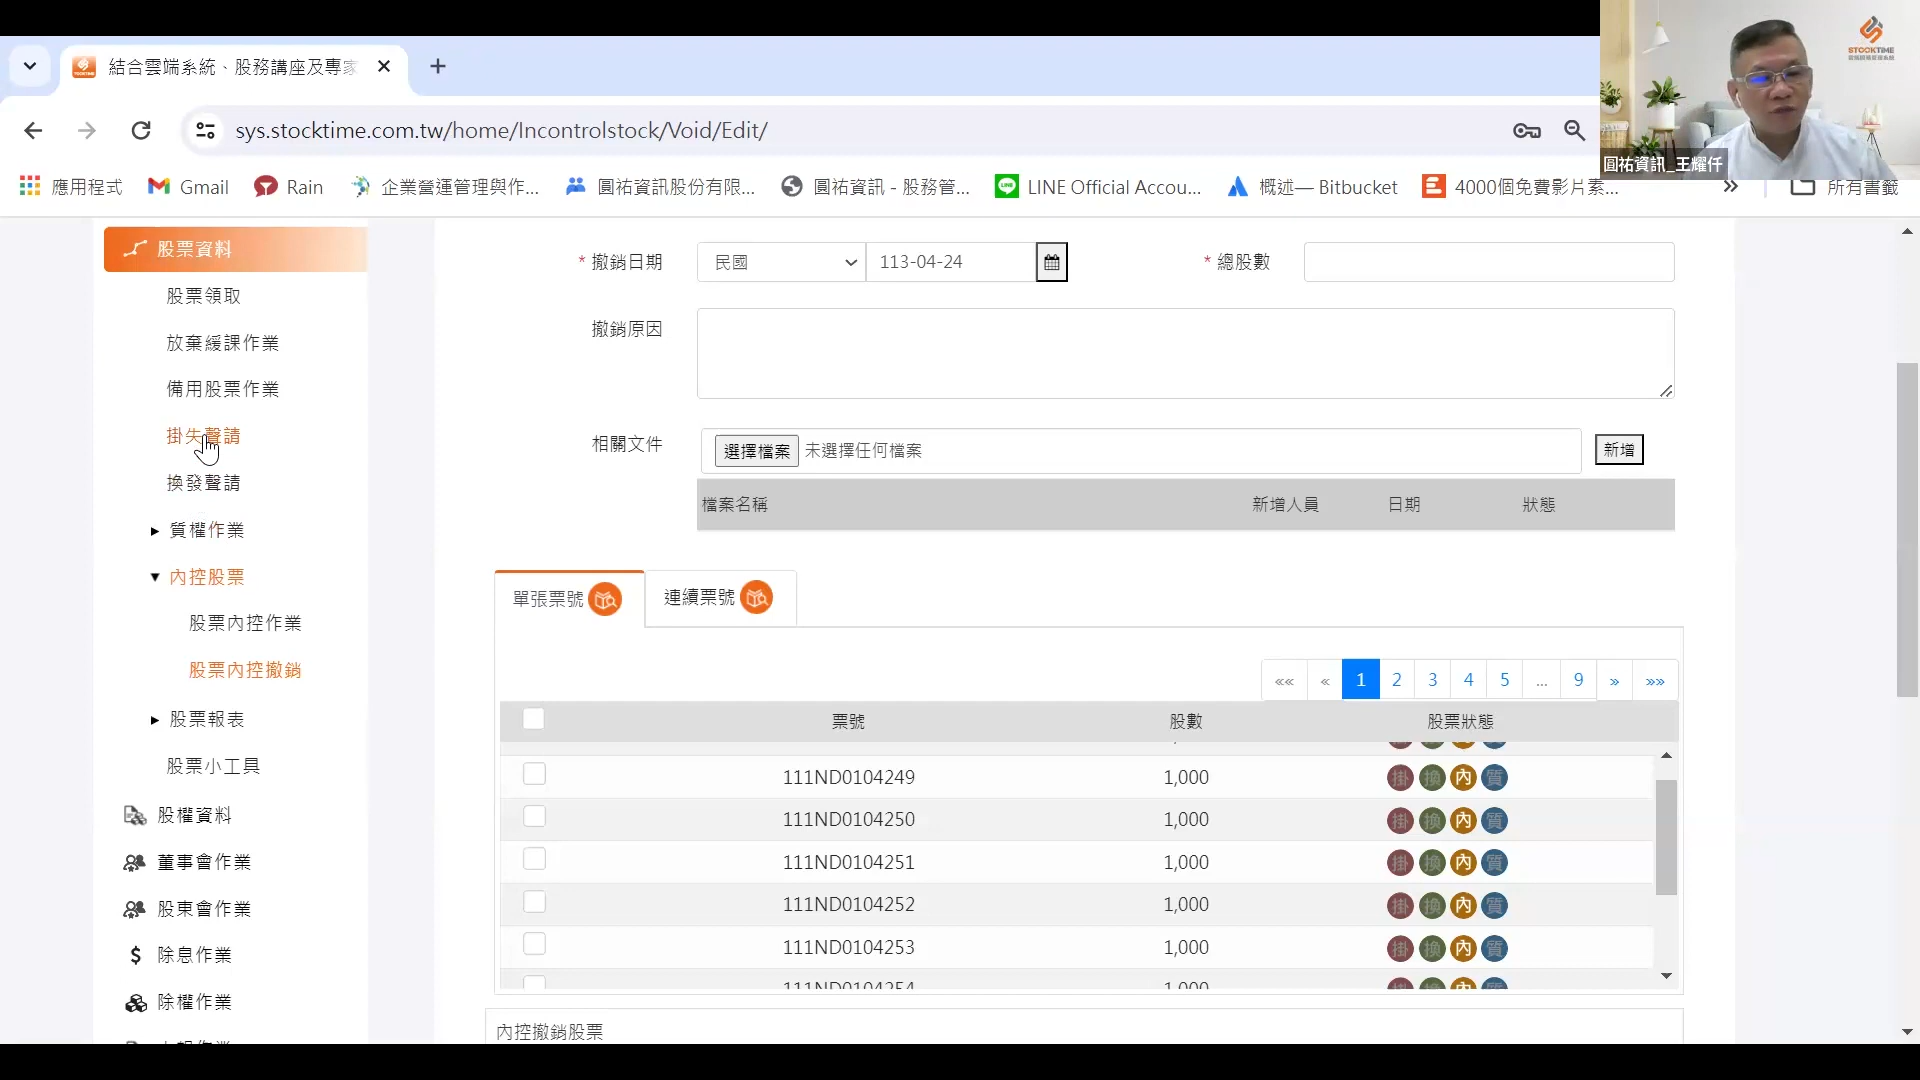 結合雲端系統、股務講座及專家
sys.stocktime.com.tw/home/Incontrolstock/Void/Edit/
STOCKTIME
圓祐資訊_王耀仟
應用程式
Gmail
Rain
企業營運管理與作...
圓祐資訊股份有限...
圓祐資訊 - 股務管...
LINE Official Accou...
概述— Bitbucket
4000個免費影片素...
所有書籤
股票資料
股票領取
放棄緩課作業
備用股票作業
掛失聲請
換發聲請
質權作業
內控股票
股票內控作業
股票內控撤銷
股票報表
股票小工具
股權資料
董事會作業
股東會作業
除息作業
除權作業
* 撤銷日期 民國 113-04-24 * 總股數
撤銷原因
相關文件 選擇檔案 未選擇任何檔案 新增
檔案名稱 新增人員 日期 狀態
單張票號 連續票號
«« « 1 2 3 4 5 ... 9 » »»
票號 股數 股票狀態
111ND0104249 1,000 掛 換 內 質
111ND0104250 1,000 掛 換 內 質
111ND0104251 1,000 掛 換 內 質
111ND0104252 1,000 掛 換 內 質
111ND0104253 1,000 掛 換 內 質
111ND0104254 1,000
內控撤銷股票